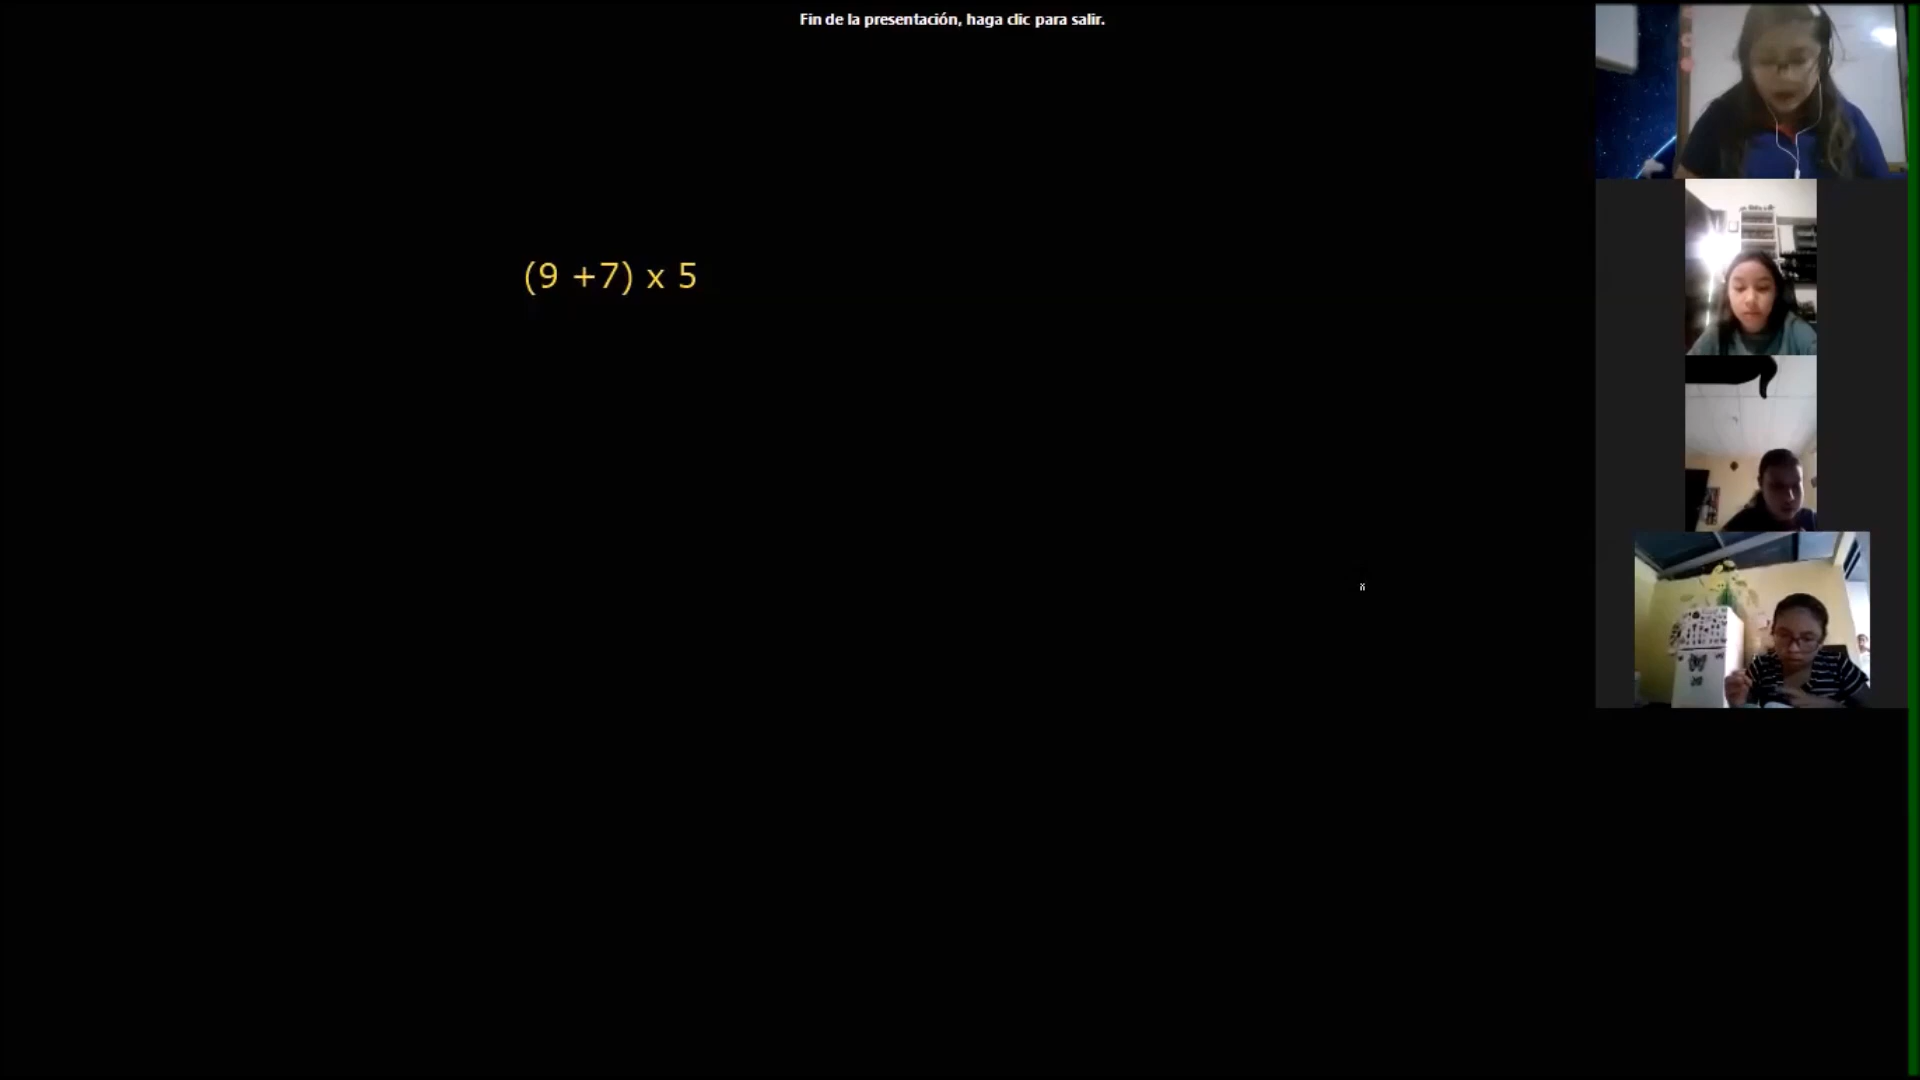 Fin de la presentación, haga clic para salir.
(9 +7) x 5